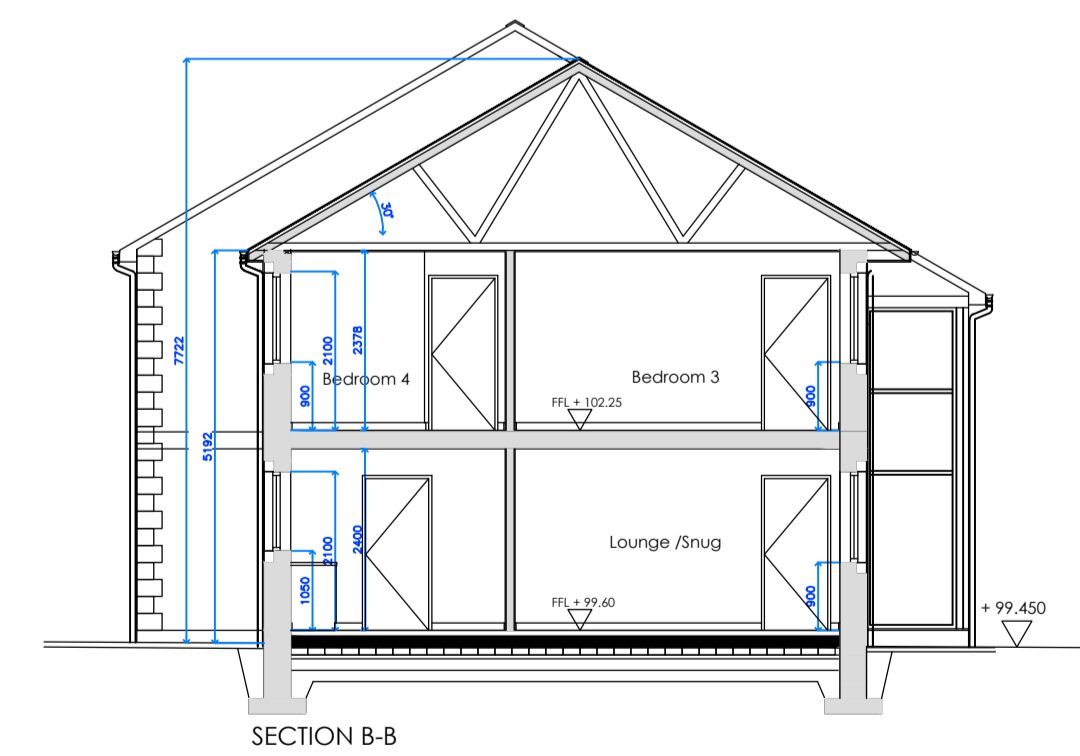 30°
7722
5192
2100
2378
900
Bedroom 4
Bedroom 3
900
FFL + 102.25
2100
2400
1050
Lounge /Snug
900
FFL + 99.60
+ 99.450
SECTION B-B